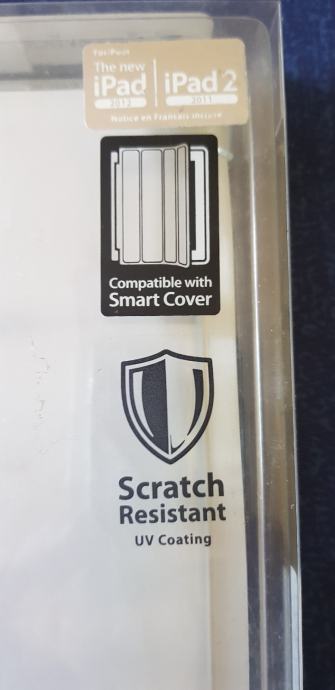 For/Pour
The new
iPad
2012
iPad 2
2011
Notice en Français incluse
Compatible with
Smart Cover
Scratch
Resistant
UV Coating